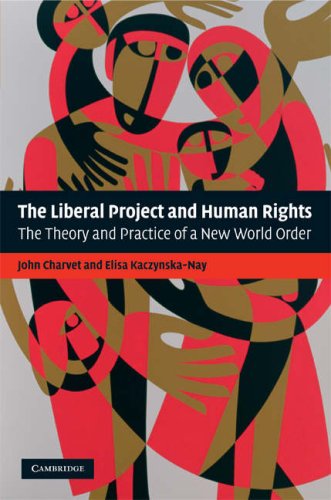 The Liberal Project and Human Rights
The Theory and Practice of a New World Order
John Charvet and Elisa Kaczynska-Nay
CAMBRIDGE